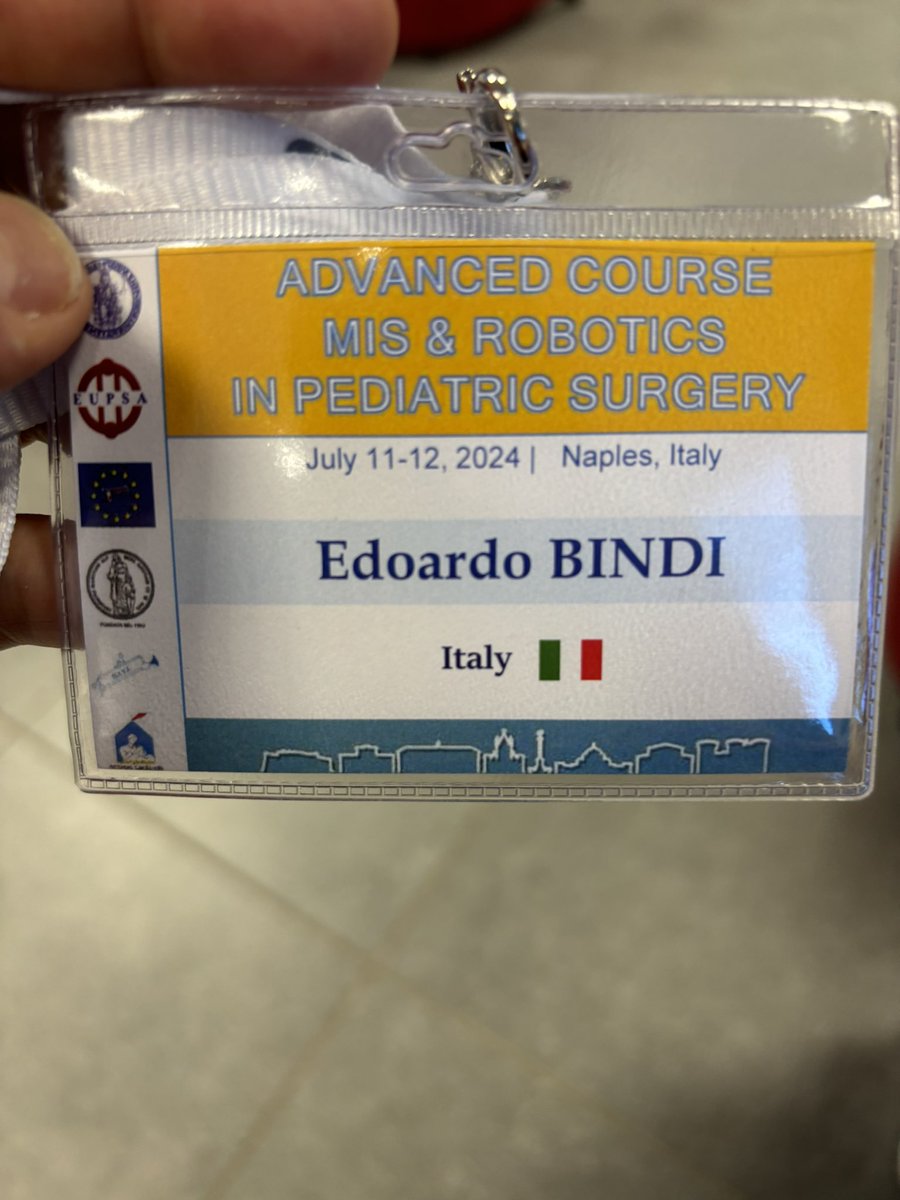 ADVANCED COURSE
MIS & ROBOTICS
IN PEDIATRIC SURGERY
July 11-12, 2024 | Naples, Italy
Edoardo BINDI
Italy
EUPSA